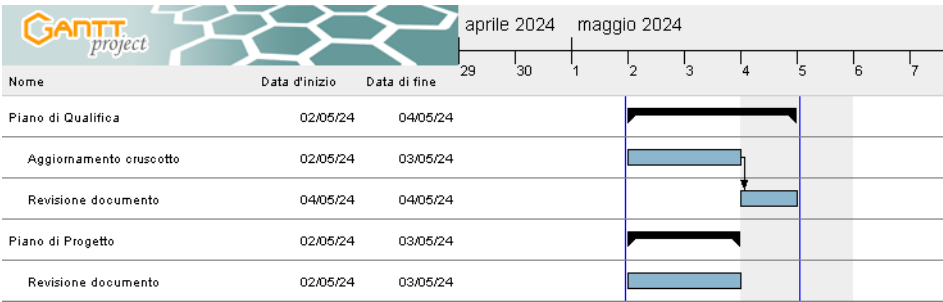 GANTT
project
aprile 2024 maggio 2024
29 30 1 2 3 4 5 6 7
Nome Data d'inizio Data di fine
Piano di Qualifica 02/05/24 04/05/24
Aggiornamento cruscotto 02/05/24 03/05/24
Revisione documento 04/05/24 04/05/24
Piano di Progetto 02/05/24 03/05/24
Revisione documento 02/05/24 03/05/24